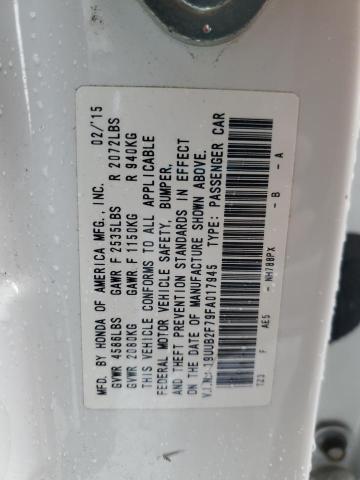 MFD. BY HONDA OF AMERICA MFG., INC. 02/'15
GVWR 4586LBS GAWR F 2535LBS R 2072LBS
GVWR 2080KG GAWR F 1150KG R 940KG
THIS VEHICLE CONFORMS TO ALL APPLICABLE
FEDERAL MOTOR VEHICLE SAFETY, BUMPER,
AND THEFT PREVENTION STANDARDS IN EFFECT
ON THE DATE OF MANUFACTURE SHOWN ABOVE.
V.I.N.: 19UUB2F79FA017945 TYPE: PASSENGER CAR
TZ3 F AE5 - NH788PX - B - A